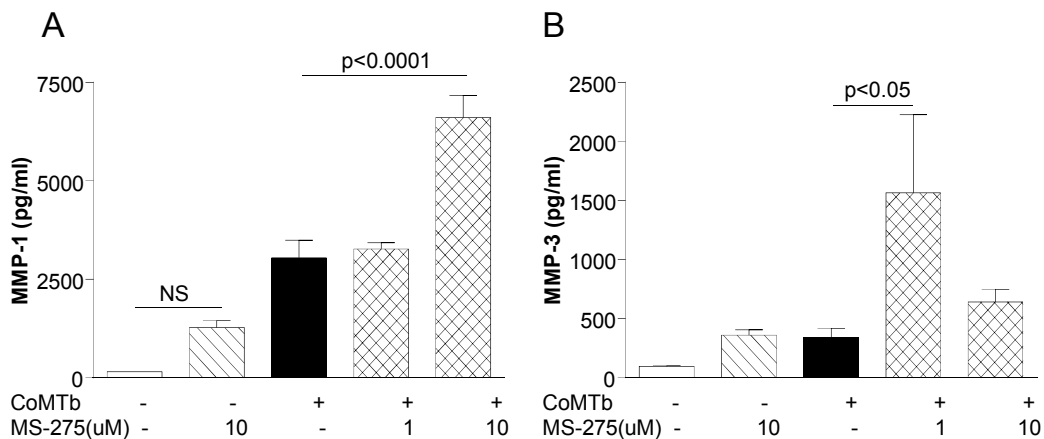 A
B
p<0.0001
p<0.05
7500
5000
2500
0
MMP-1 (pg/ml)
NS
2500
2000
1500
1000
500
0
MMP-3 (pg/ml)
CoMTb - - + + +
MS-275(uM) - 10 - 1 10
CoMTb - - + + +
MS-275(uM) - 10 - 1 10